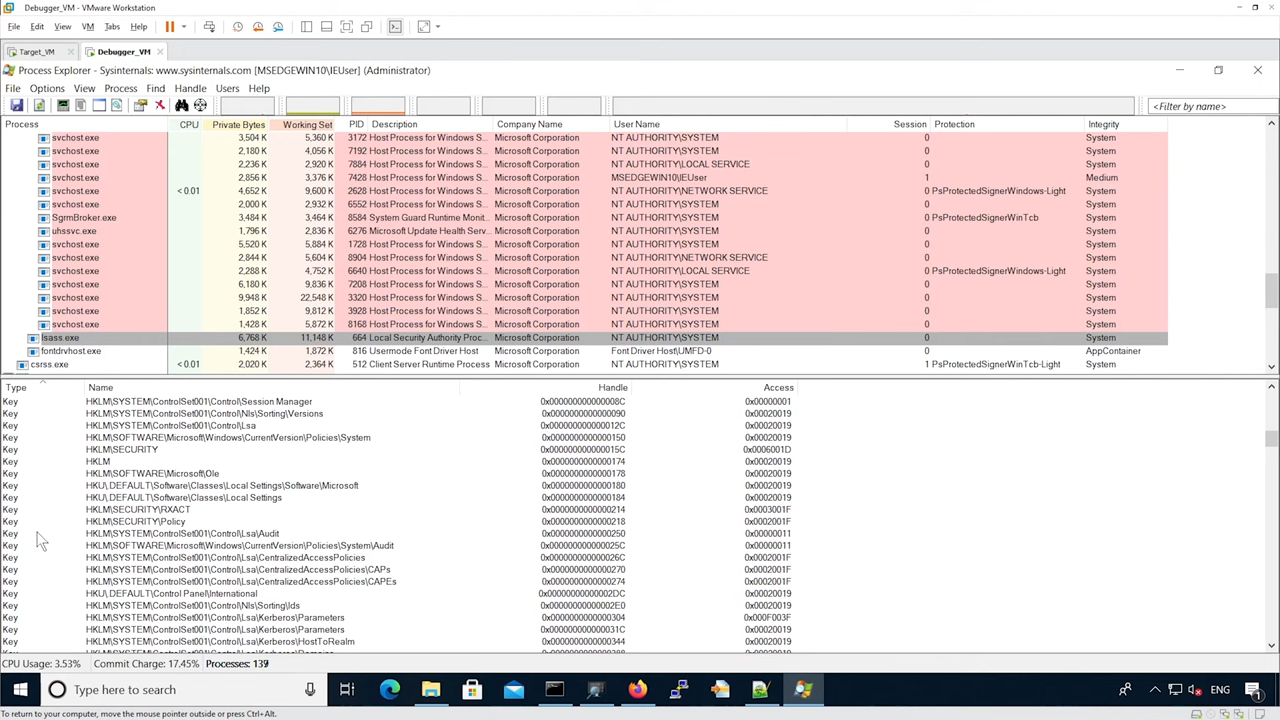 Debugger_VM - VMware Workstation
File Edit View VM Tabs Help
Target_VM Debugger_VM
Process Explorer - Sysinternals: www.sysinternals.com [MSEDGEWIN10\IEUser] (Administrator)
File Options View Process Find Handle Users Help
<Filter by name>
Process CPU Private Bytes Working Set PID Description Company Name User Name Session Protection Integrity
svchost.exe 3,504 K 5,360 K 3172 Host Process for Windows S... Microsoft Corporation NT AUTHORITY\SYSTEM 0 System
svchost.exe 2,180 K 4,056 K 7192 Host Process for Windows S... Microsoft Corporation NT AUTHORITY\SYSTEM 0 System
svchost.exe 2,236 K 2,920 K 7884 Host Process for Windows S... Microsoft Corporation NT AUTHORITY\LOCAL SERVICE 0 System
svchost.exe 2,856 K 3,376 K 7428 Host Process for Windows S... Microsoft Corporation MSEDGEWIN10\IEUser 1 Medium
svchost.exe < 0.01 4,652 K 9,600 K 2628 Host Process for Windows S... Microsoft Corporation NT AUTHORITY\NETWORK SERVICE 0 PsProtectedSignerWindows-Light System
svchost.exe 2,000 K 2,932 K 6552 Host Process for Windows S... Microsoft Corporation NT AUTHORITY\SYSTEM 0 System
SgrmBroker.exe 3,484 K 3,464 K 8584 System Guard Runtime Monit... Microsoft Corporation NT AUTHORITY\SYSTEM 0 PsProtectedSignerWinTcb System
uhssvc.exe 1,796 K 2,836 K 6276 Microsoft Update Health Serv... Microsoft Corporation NT AUTHORITY\SYSTEM 0 System
svchost.exe 5,520 K 5,884 K 1728 Host Process for Windows S... Microsoft Corporation NT AUTHORITY\SYSTEM 0 System
svchost.exe 2,844 K 5,604 K 8904 Host Process for Windows S... Microsoft Corporation NT AUTHORITY\NETWORK SERVICE 0 System
svchost.exe 2,288 K 4,752 K 6640 Host Process for Windows S... Microsoft Corporation NT AUTHORITY\LOCAL SERVICE 0 PsProtectedSignerWindows-Light System
svchost.exe 6,180 K 9,836 K 7208 Host Process for Windows S... Microsoft Corporation NT AUTHORITY\SYSTEM 0 System
svchost.exe 9,948 K 22,548 K 3320 Host Process for Windows S... Microsoft Corporation NT AUTHORITY\SYSTEM 0 System
svchost.exe 1,852 K 9,812 K 3928 Host Process for Windows S... Microsoft Corporation NT AUTHORITY\SYSTEM 0 System
svchost.exe 1,428 K 5,872 K 8168 Host Process for Windows S... Microsoft Corporation NT AUTHORITY\SYSTEM 0 System
lsass.exe 6,768 K 11,148 K 664 Local Security Authority Proc... Microsoft Corporation NT AUTHORITY\SYSTEM 0 System
fontdrvhost.exe 1,424 K 1,872 K 816 Usermode Font Driver Host Microsoft Corporation Font Driver Host\UMFD-0 0 AppContainer
csrss.exe < 0.01 2,020 K 2,364 K 512 Client Server Runtime Process Microsoft Corporation NT AUTHORITY\SYSTEM 1 PsProtectedSignerWinTcb-Light System
Type Name Handle Access
Key HKLM\SYSTEM\ControlSet001\Control\Session Manager 0x000000000000008C 0x00000001
Key HKLM\SYSTEM\ControlSet001\Control\Nls\Sorting\Versions 0x0000000000000090 0x00020019
Key HKLM\SYSTEM\ControlSet001\Control\Lsa 0x000000000000012C 0x00020019
Key HKLM\SOFTWARE\Microsoft\Windows\CurrentVersion\Policies\System 0x0000000000000150 0x00020019
Key HKLM\SECURITY 0x000000000000015C 0x0006001D
Key HKLM 0x0000000000000174 0x00020019
Key HKLM\SOFTWARE\Microsoft\Ole 0x0000000000000178 0x00020019
Key HKU\.DEFAULT\Software\Classes\Local Settings\Software\Microsoft 0x0000000000000180 0x00020019
Key HKU\.DEFAULT\Software\Classes\Local Settings 0x0000000000000184 0x00020019
Key HKLM\SECURITY\RXACT 0x0000000000000214 0x0003001F
Key HKLM\SECURITY\Policy 0x0000000000000218 0x0002001F
Key HKLM\SYSTEM\ControlSet001\Control\Lsa\Audit 0x0000000000000250 0x00000011
Key HKLM\SOFTWARE\Microsoft\Windows\CurrentVersion\Policies\System\Audit 0x000000000000025C 0x00000011
Key HKLM\SYSTEM\ControlSet001\Control\Lsa\CentralizedAccessPolicies 0x000000000000026C 0x0002001F
Key HKLM\SYSTEM\ControlSet001\Control\Lsa\CentralizedAccessPolicies\CAPs 0x0000000000000270 0x0002001F
Key HKLM\SYSTEM\ControlSet001\Control\Lsa\CentralizedAccessPolicies\CAPEs 0x0000000000000274 0x0002001F
Key HKU\.DEFAULT\Control Panel\International 0x00000000000002DC 0x00020019
Key HKLM\SYSTEM\ControlSet001\Control\Nls\Sorting\Ids 0x00000000000002E0 0x00020019
Key HKLM\SYSTEM\ControlSet001\Control\Lsa\Kerberos\Parameters 0x0000000000000304 0x000F003F
Key HKLM\SYSTEM\ControlSet001\Control\Lsa\Kerberos\Parameters 0x000000000000031C 0x00020019
Key HKLM\SYSTEM\ControlSet001\Control\Lsa\Kerberos\HostToRealm 0x0000000000000344 0x00020019
CPU Usage: 3.53% Commit Charge: 17.45% Processes: 139
Type here to search
ENG
To return to your computer, move the mouse pointer outside or press Ctrl+Alt.